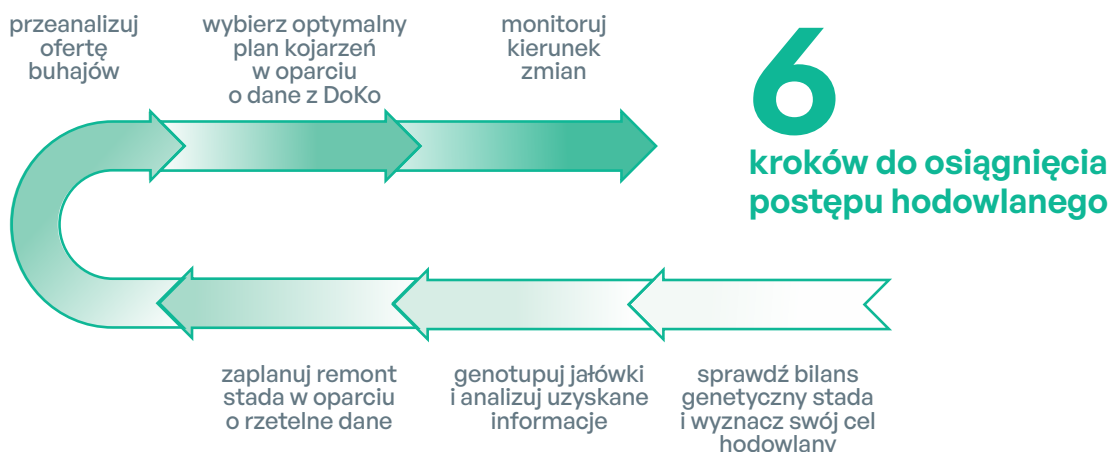 przeanalizuj
ofertę
buhajów
wybierz optymalny
plan kojarzeń
w oparciu
o dane z DoKo
monitoruj
kierunek
zmian
6
kroków do osiągnięcia
postępu hodowlanego
zaplanuj remont
stada w oparciu
o rzetelne dane
genotupuj jałówki
i analizuj uzyskane
informacje
sprawdź bilans
genetyczny stada
i wyznacz swój cel
hodowlany